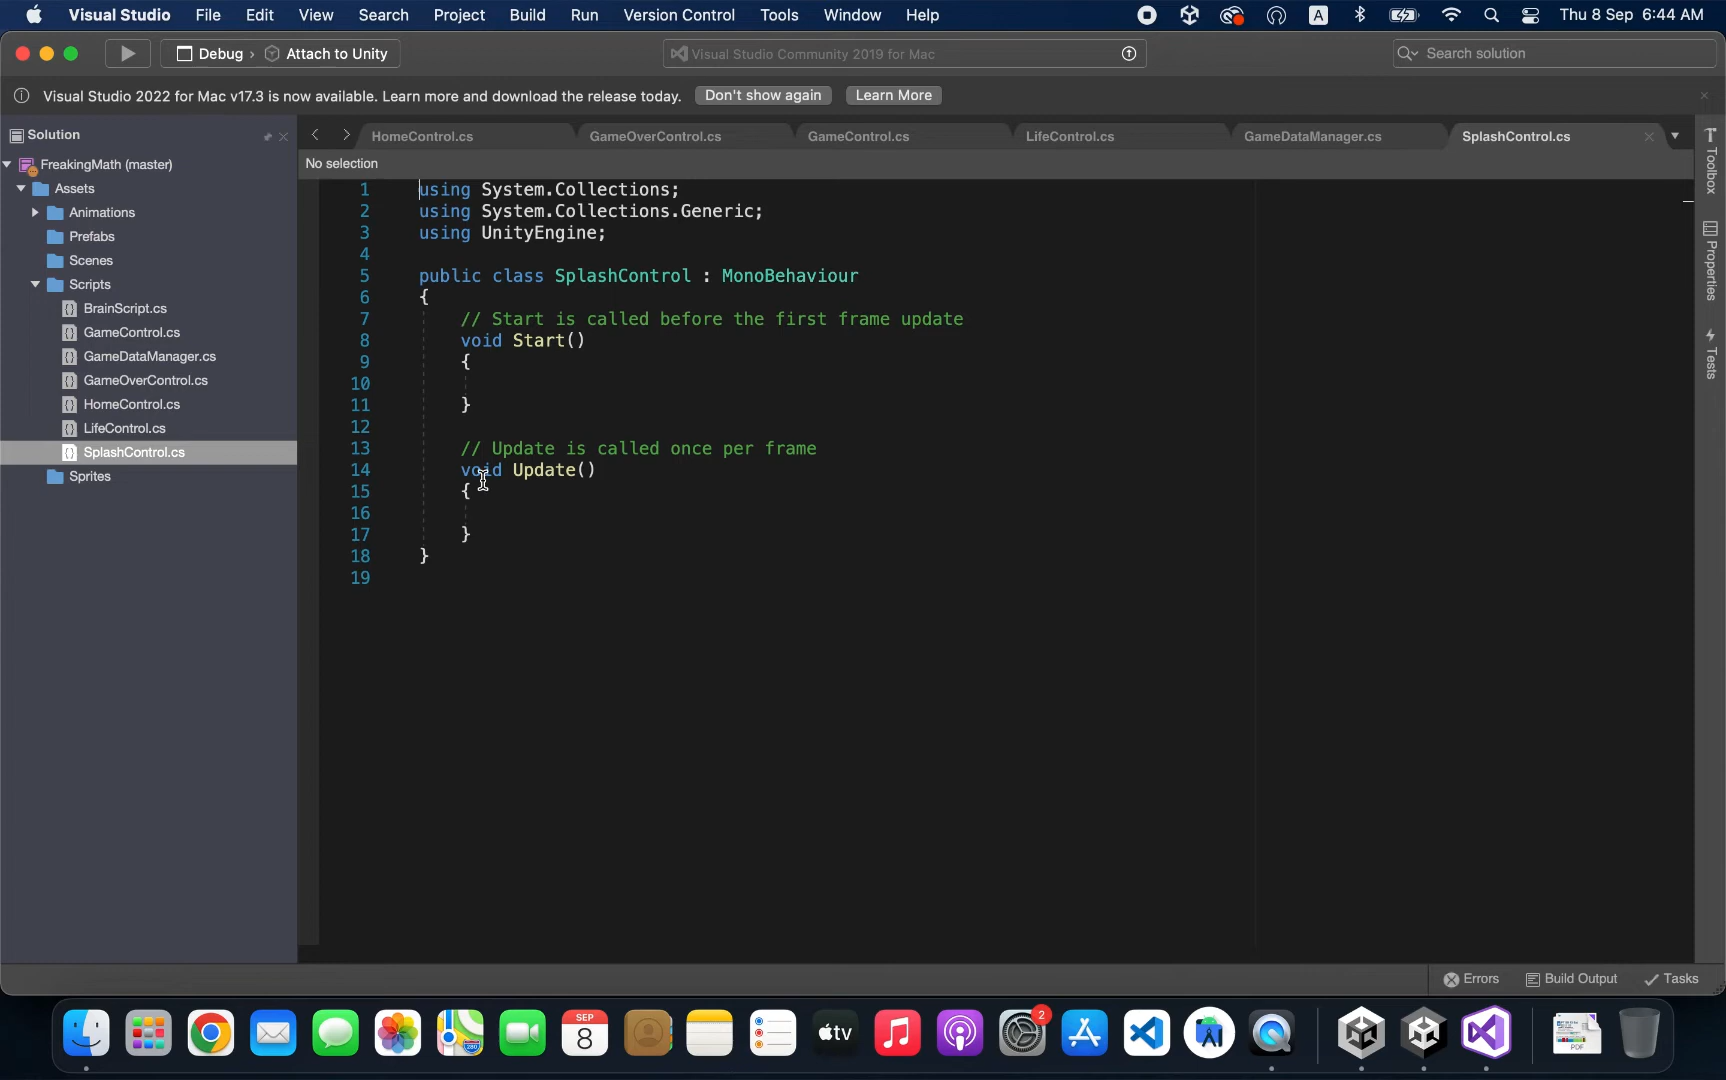 Visual Studio File Edit View Search Project Build Run Version Control Tools Window Help A Thu 8 Sep 6:44 AM
Debug › Attach to Unity Visual Studio Community 2019 for Mac Search solution
Visual Studio 2022 for Mac v17.3 is now available. Learn more and download the release today. Don't show again Learn More
Solution
HomeControl.cs GameOverControl.cs GameControl.cs LifeControl.cs GameDataManager.cs SplashControl.cs
No selection
FreakingMath (master)
Assets
Animations
Prefabs
Scenes
Scripts
BrainScript.cs
GameControl.cs
GameDataManager.cs
GameOverControl.cs
HomeControl.cs
LifeControl.cs
SplashControl.cs
Sprites
1 using System.Collections;
2 using System.Collections.Generic;
3 using UnityEngine;
4
5 public class SplashControl : MonoBehaviour
6 {
7 // Start is called before the first frame update
8 void Start()
9 {
10
11 }
12
13 // Update is called once per frame
14 void Update()
15 {
16
17 }
18 }
19
Toolbox
Properties
Tests
Errors Build Output Tasks
SEP
8
tv
2
PDF